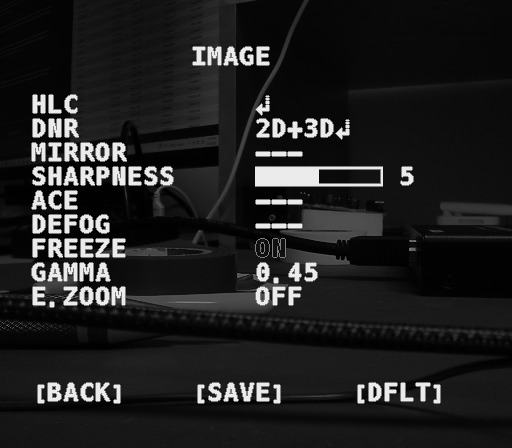 IMAGE
HLC ↲
DNR 2D+3D↲
MIRROR ---
SHARPNESS 5
ACE ---
DEFOG ---
FREEZE ON
GAMMA 0.45
E.ZOOM OFF
[BACK] [SAVE] [DFLT]